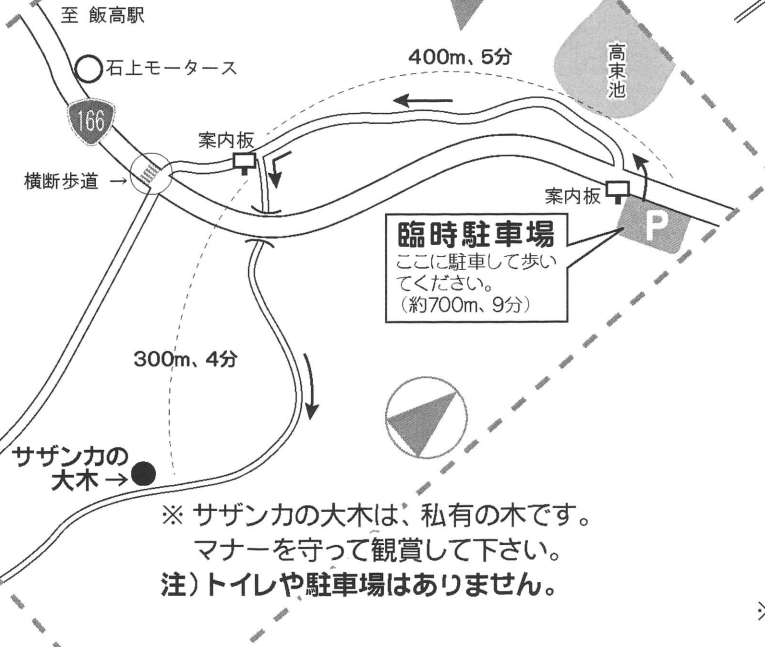 至 飯高駅
石上モータース
400m、5分
高束池
166
案内板
横断歩道 →
案内板
P
臨時駐車場
ここに駐車して歩い
てください。
（約700m、9分）
300m、4分
サザンカの
大木→
※ サザンカの大木は、私有の木です。
マナーを守って観賞して下さい。
注）トイレや駐車場はありません。
※